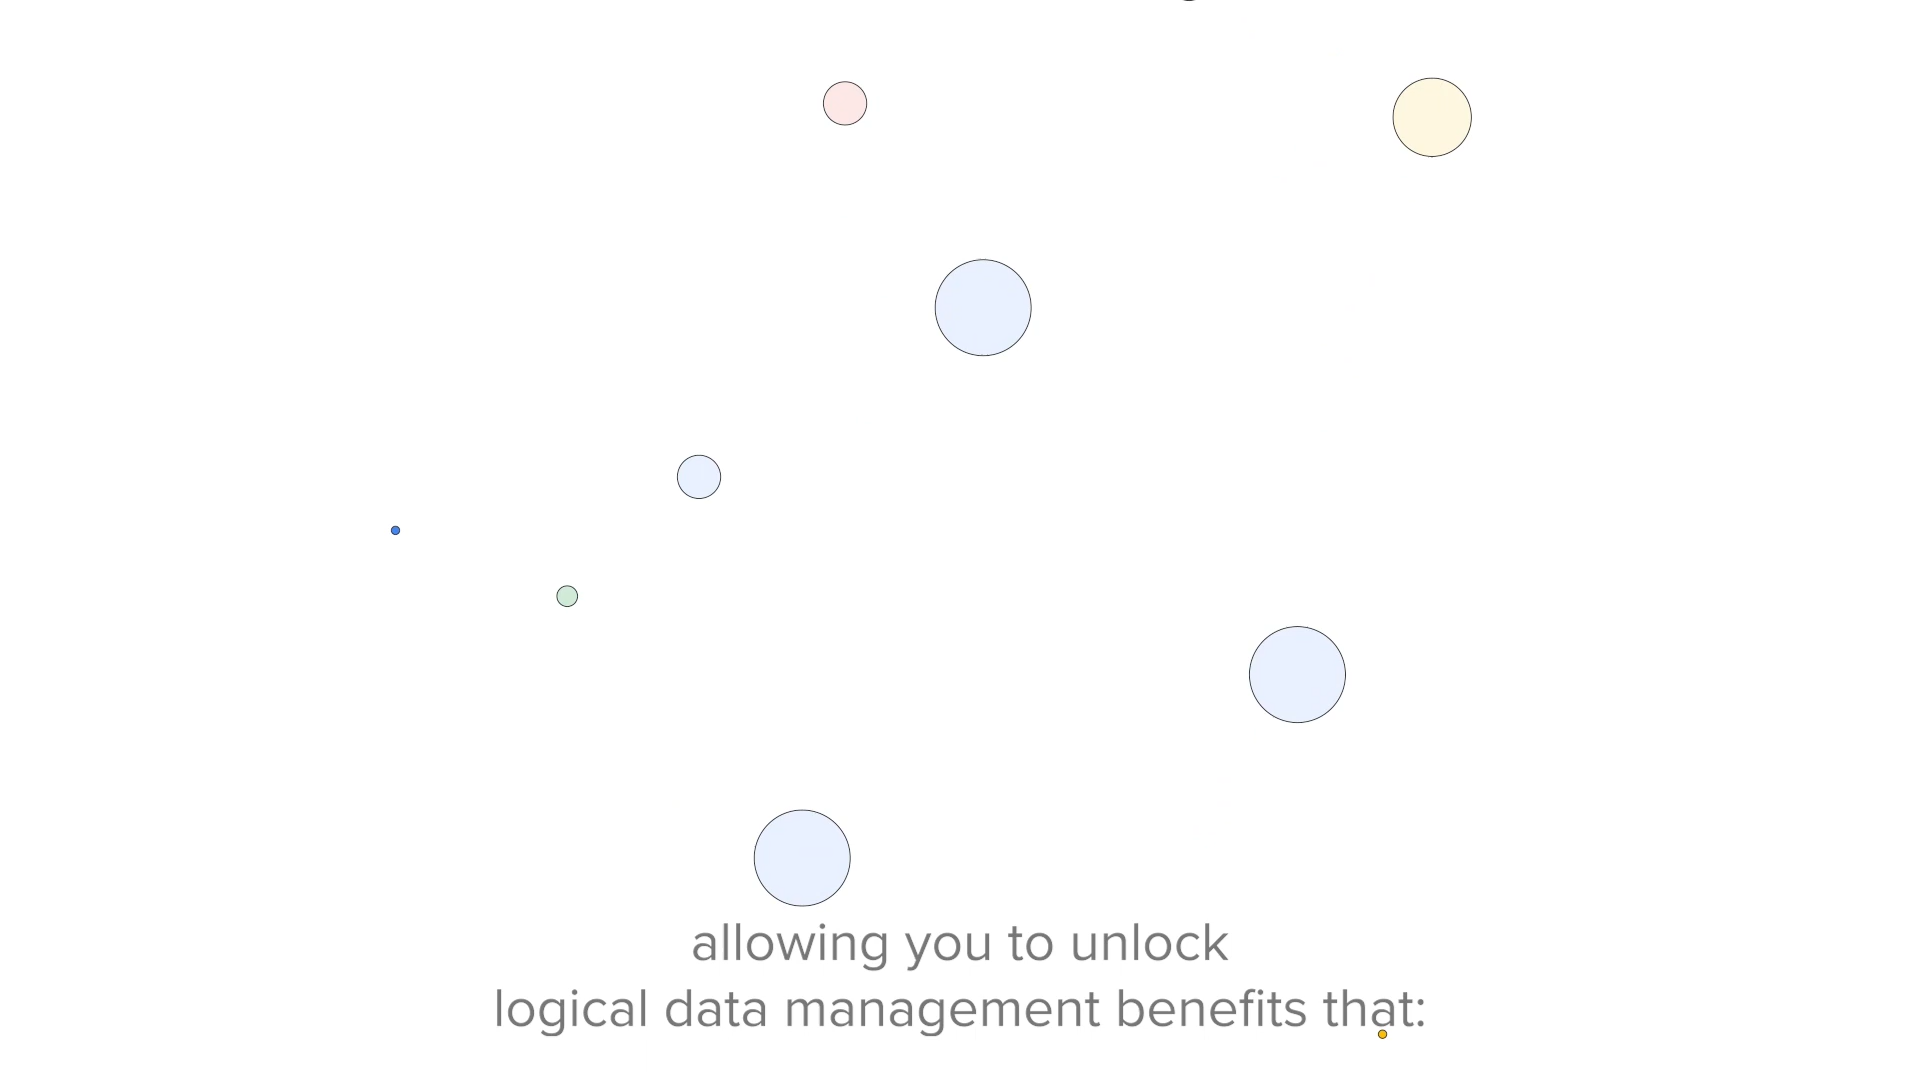 allowing you to unlock
logical data management benefits that: